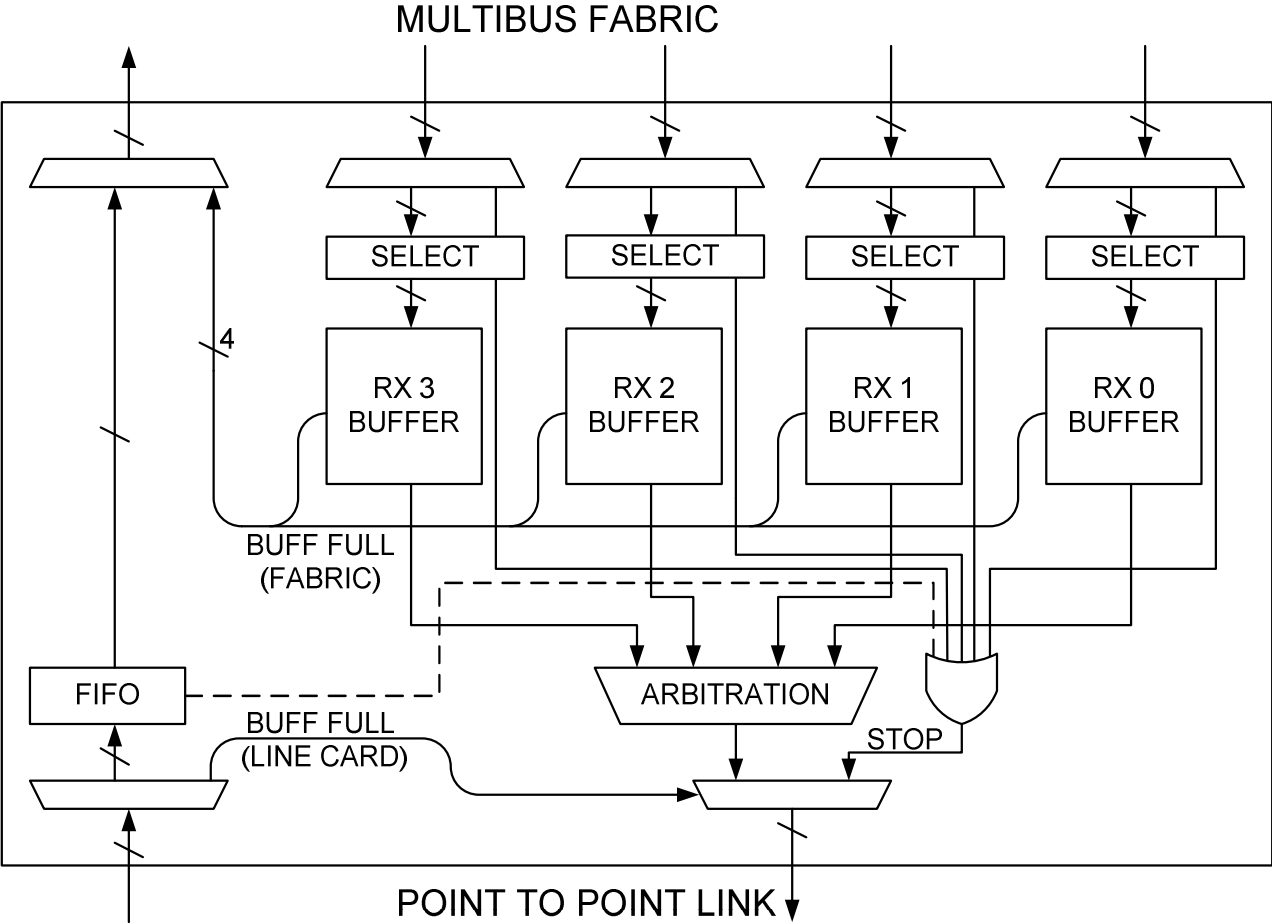 MULTIBUS FABRIC
SELECT
SELECT
SELECT
SELECT
4
RX 3
BUFFER
RX 2
BUFFER
RX 1
BUFFER
RX 0
BUFFER
BUFF FULL
(FABRIC)
FIFO
ARBITRATION
BUFF FULL
(LINE CARD)
STOP
POINT TO POINT LINK